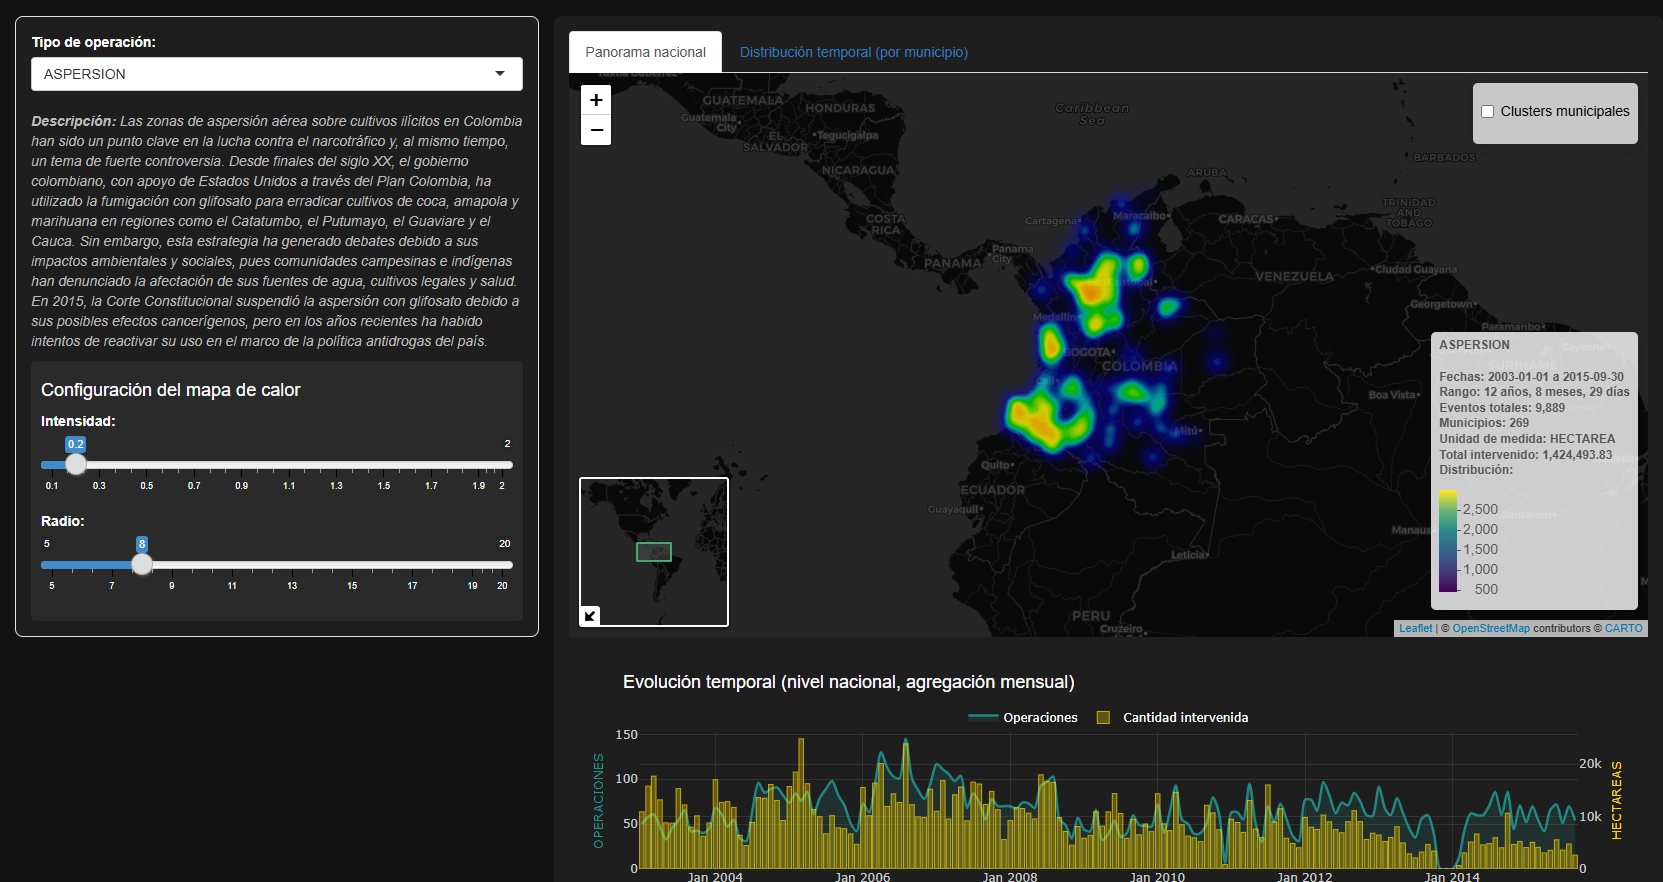 Tipo de operación:
ASPERSION
Descripción: Las zonas de aspersión aérea sobre cultivos ilícitos en Colombia
han sido un punto clave en la lucha contra el narcotráfico y, al mismo tiempo,
un tema de fuerte controversia. Desde finales del siglo XX, el gobierno
colombiano, con apoyo de Estados Unidos a través del Plan Colombia, ha
utilizado la fumigación con glifosato para erradicar cultivos de coca, amapola y
marihuana en regiones como el Catatumbo, el Putumayo, el Guaviare y el
Cauca. Sin embargo, esta estrategia ha generado debates debido a sus
impactos ambientales y sociales, pues comunidades campesinas e indígenas
han denunciado la afectación de sus fuentes de agua, cultivos legales y salud.
En 2015, la Corte Constitucional suspendió la aspersión con glifosato debido a
sus posibles efectos cancerígenos, pero en los años recientes ha habido
intentos de reactivar su uso en el marco de la política antidrogas del país.
Configuración del mapa de calor
Intensidad:
0.2 2
0.1 0.3 0.5 0.7 0.9 1.1 1.3 1.5 1.7 1.9 2
Radio:
5 8 20
5 7 9 11 13 15 17 19 20
Panorama nacional
Distribución temporal (por municipio)
+
−
Clusters municipales
GUATEMALA
Guatemala
City
HONDURAS
Tegucigalpa
EL
SALVADOR
NICARAGUA
COSTA
RICA
Caribbean
Sea
BARBADOS
ARUBA
TRINIDAD
AND
TOBAGO
Cartagena
Maracaibo
CARACAS
Panama
City
PANAMA
VENEZUELA
Ciudad Guayana
Georgetown
Paramaribo
Medellín
BOGOTA
COLOMBIA
Cali
Boa Vista
Mitú
Quito
ECUADOR
Guayaquil
Leticia
Manaus
PERU
Cruzeiro
ASPERSION
Fechas: 2003-01-01 a 2015-09-30
Rango: 12 años, 8 meses, 29 días
Eventos totales: 9,889
Municipios: 269
Unidad de medida: HECTAREA
Total intervenido: 1,424,493.83
Distribución:
2,500
2,000
1,500
1,000
500
Leaflet | © OpenStreetMap contributors © CARTO
Evolución temporal (nivel nacional, agregación mensual)
Operaciones
Cantidad intervenida
OPERACIONES
150
100
50
0
20k
10k
0
HECTAREAS
Jan 2004 Jan 2006 Jan 2008 Jan 2010 Jan 2012 Jan 2014